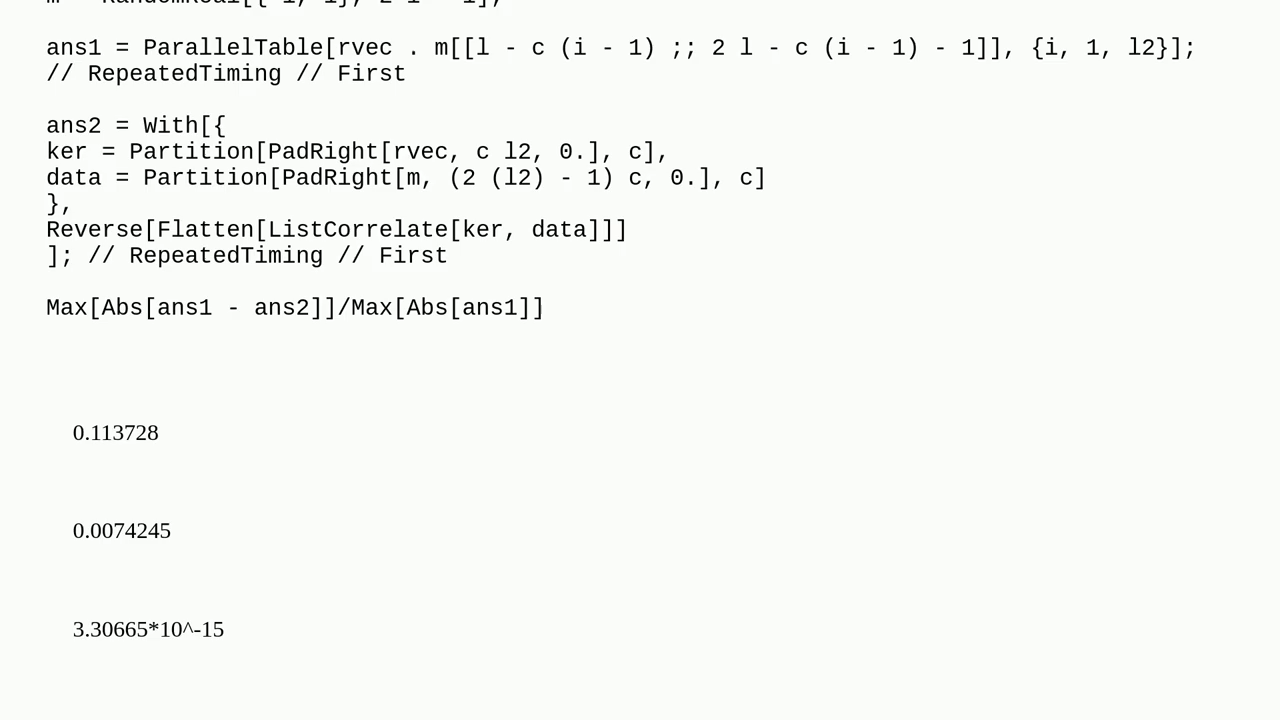 ans1 = ParallelTable[rvec . m[[l - c (i - 1) ;; 2 l - c (i - 1) - 1]], {i, 1, l2}];
// RepeatedTiming // First
ans2 = With[{
ker = Partition[PadRight[rvec, c l2, 0.], c],
data = Partition[PadRight[m, (2 (l2) - 1) c, 0.], c]
},
Reverse[Flatten[ListCorrelate[ker, data]]]
]; // RepeatedTiming // First
Max[Abs[ans1 - ans2]]/Max[Abs[ans1]]
0.113728
0.0074245
3.30665*10^-15